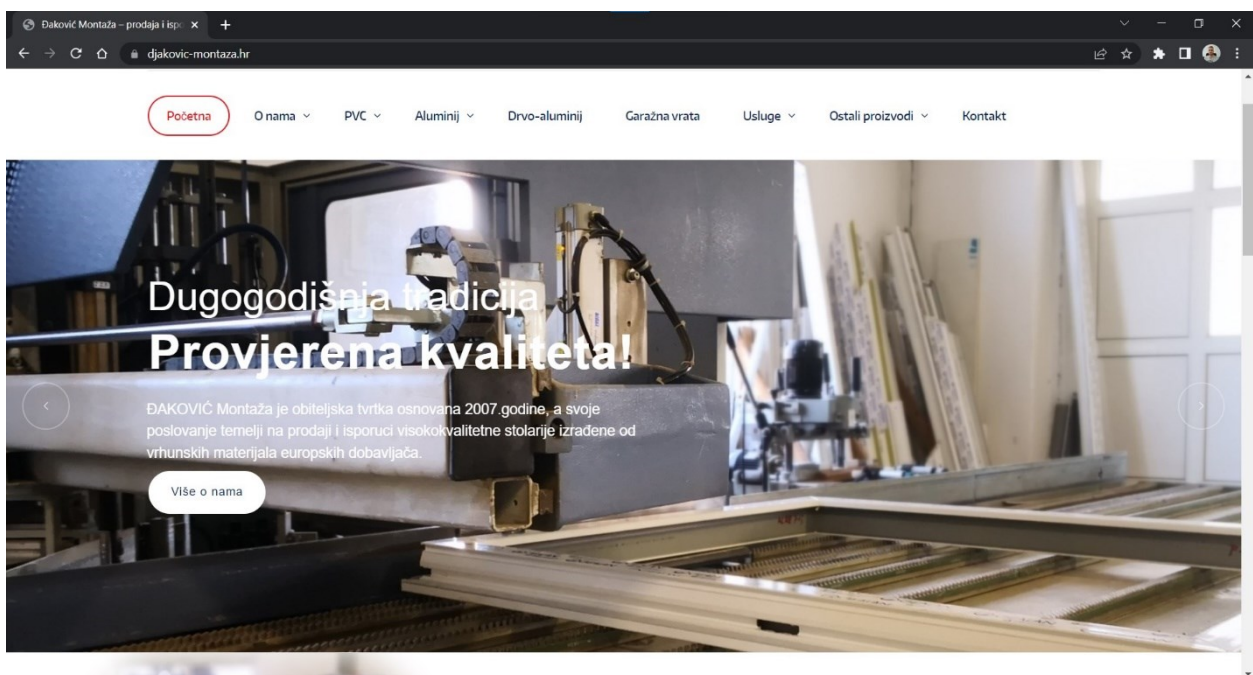 Đaković Montaža – prodaja i ispo
djakovic-montaza.hr
Početna O nama PVC Aluminij Drvo-aluminij Garažna vrata Usluge Ostali proizvodi Kontakt
Dugogodišnja tradicija
Provjerena kvaliteta!
ĐAKOVIĆ Montaža je obiteljska tvrtka osnovana 2007.godine, a svoje
poslovanje temelji na prodaji i isporuci visokokvalitetne stolarije izrađene od
vrhunskih materijala europskih dobavljača.
Više o nama